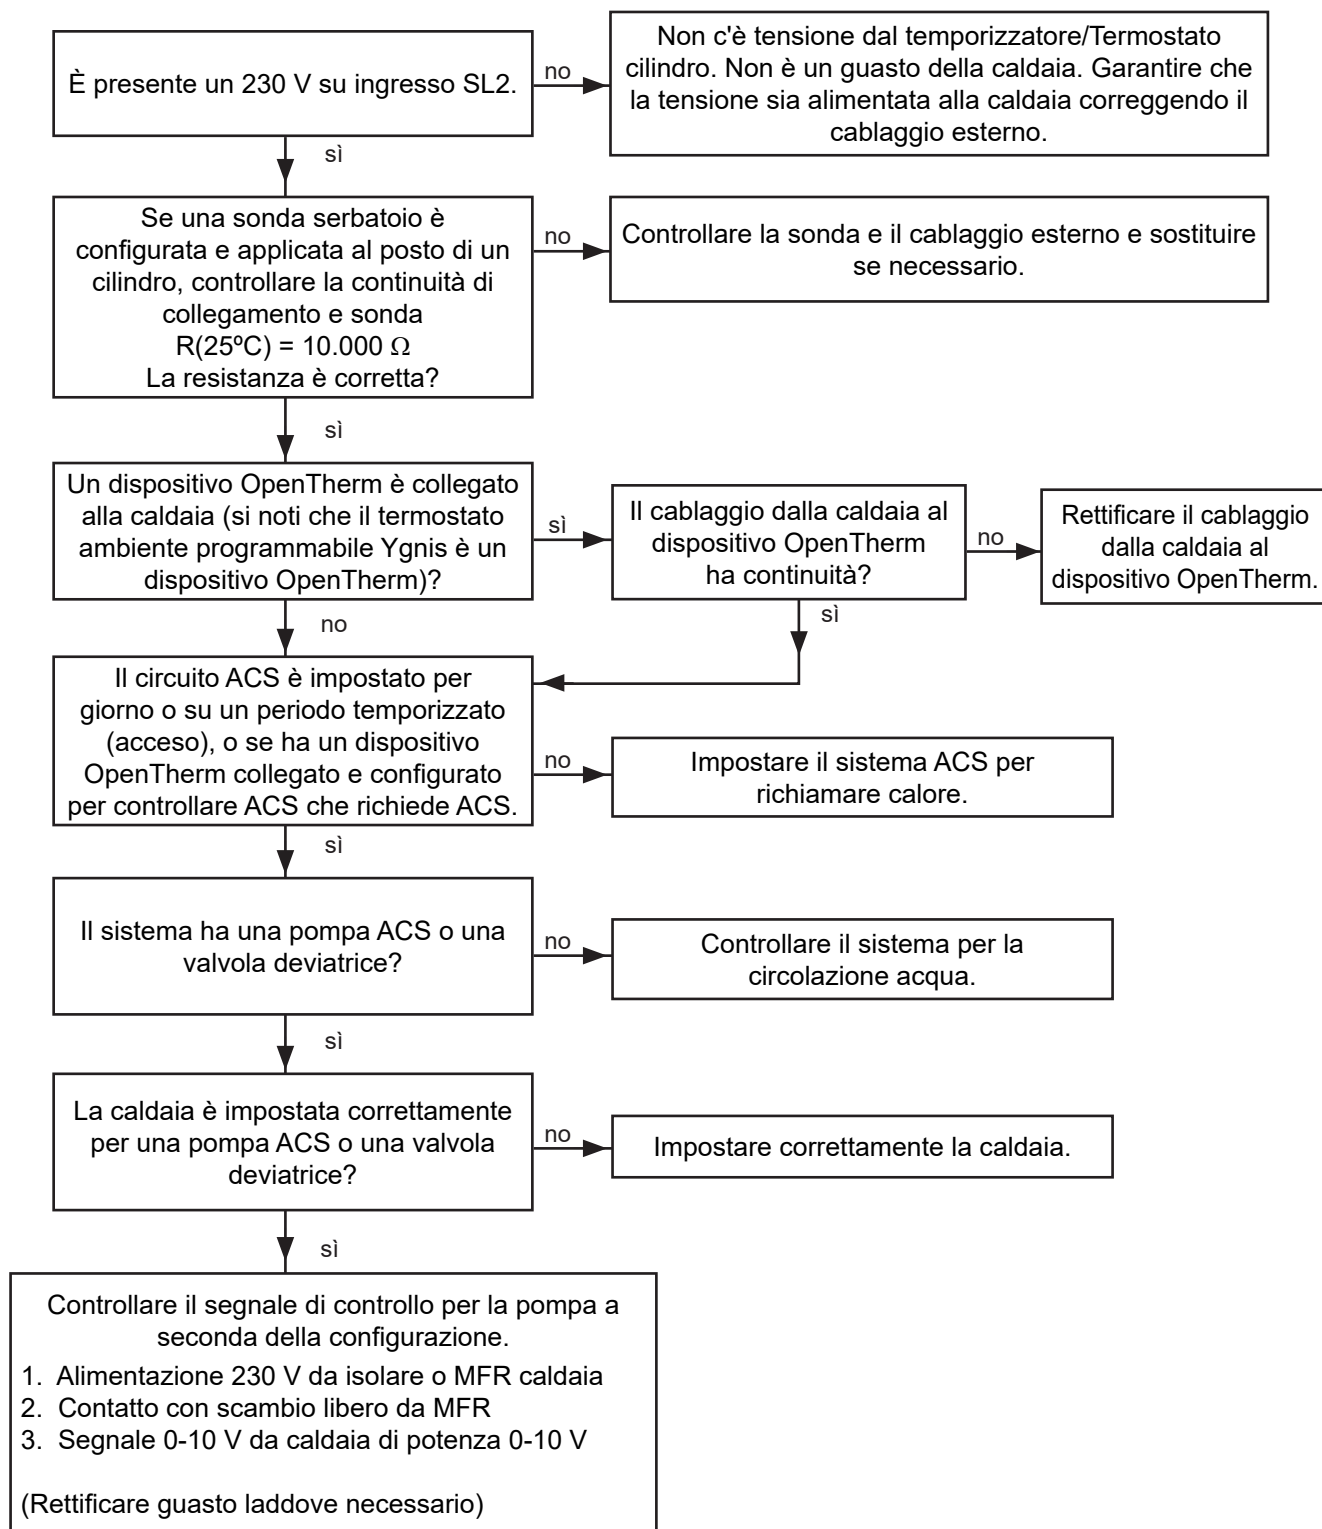 È presente un 230 V su ingresso SL2.
no
Non c'è tensione dal temporizzatore/Termostato
cilindro. Non è un guasto della caldaia. Garantire che
la tensione sia alimentata alla caldaia correggendo il
cablaggio esterno.
sì
Se una sonda serbatoio è
configurata e applicata al posto di un
cilindro, controllare la continuità di
collegamento e sonda
R(25ºC) = 10.000 Ω
La resistanza è corretta?
no
Controllare la sonda e il cablaggio esterno e sostituire
se necessario.
sì
Un dispositivo OpenTherm è collegato
alla caldaia (si noti che il termostato
ambiente programmabile Ygnis è un
dispositivo OpenTherm)?
sì
Il cablaggio dalla caldaia al
dispositivo OpenTherm
ha continuità?
no
Rettificare il cablaggio
dalla caldaia al
dispositivo OpenTherm.
no
sì
Il circuito ACS è impostato per
giorno o su un periodo temporizzato
(acceso), o se ha un dispositivo
OpenTherm collegato e configurato
per controllare ACS che richiede ACS.
no
Impostare il sistema ACS per
richiamare calore.
sì
Il sistema ha una pompa ACS o una
valvola deviatrice?
no
Controllare il sistema per la
circolazione acqua.
sì
La caldaia è impostata correttamente
per una pompa ACS o una valvola
deviatrice?
no
Impostare correttamente la caldaia.
sì
Controllare il segnale di controllo per la pompa a
seconda della configurazione.
1. Alimentazione 230 V da isolare o MFR caldaia
2. Contatto con scambio libero da MFR
3. Segnale 0-10 V da caldaia di potenza 0-10 V
(Rettificare guasto laddove necessario)